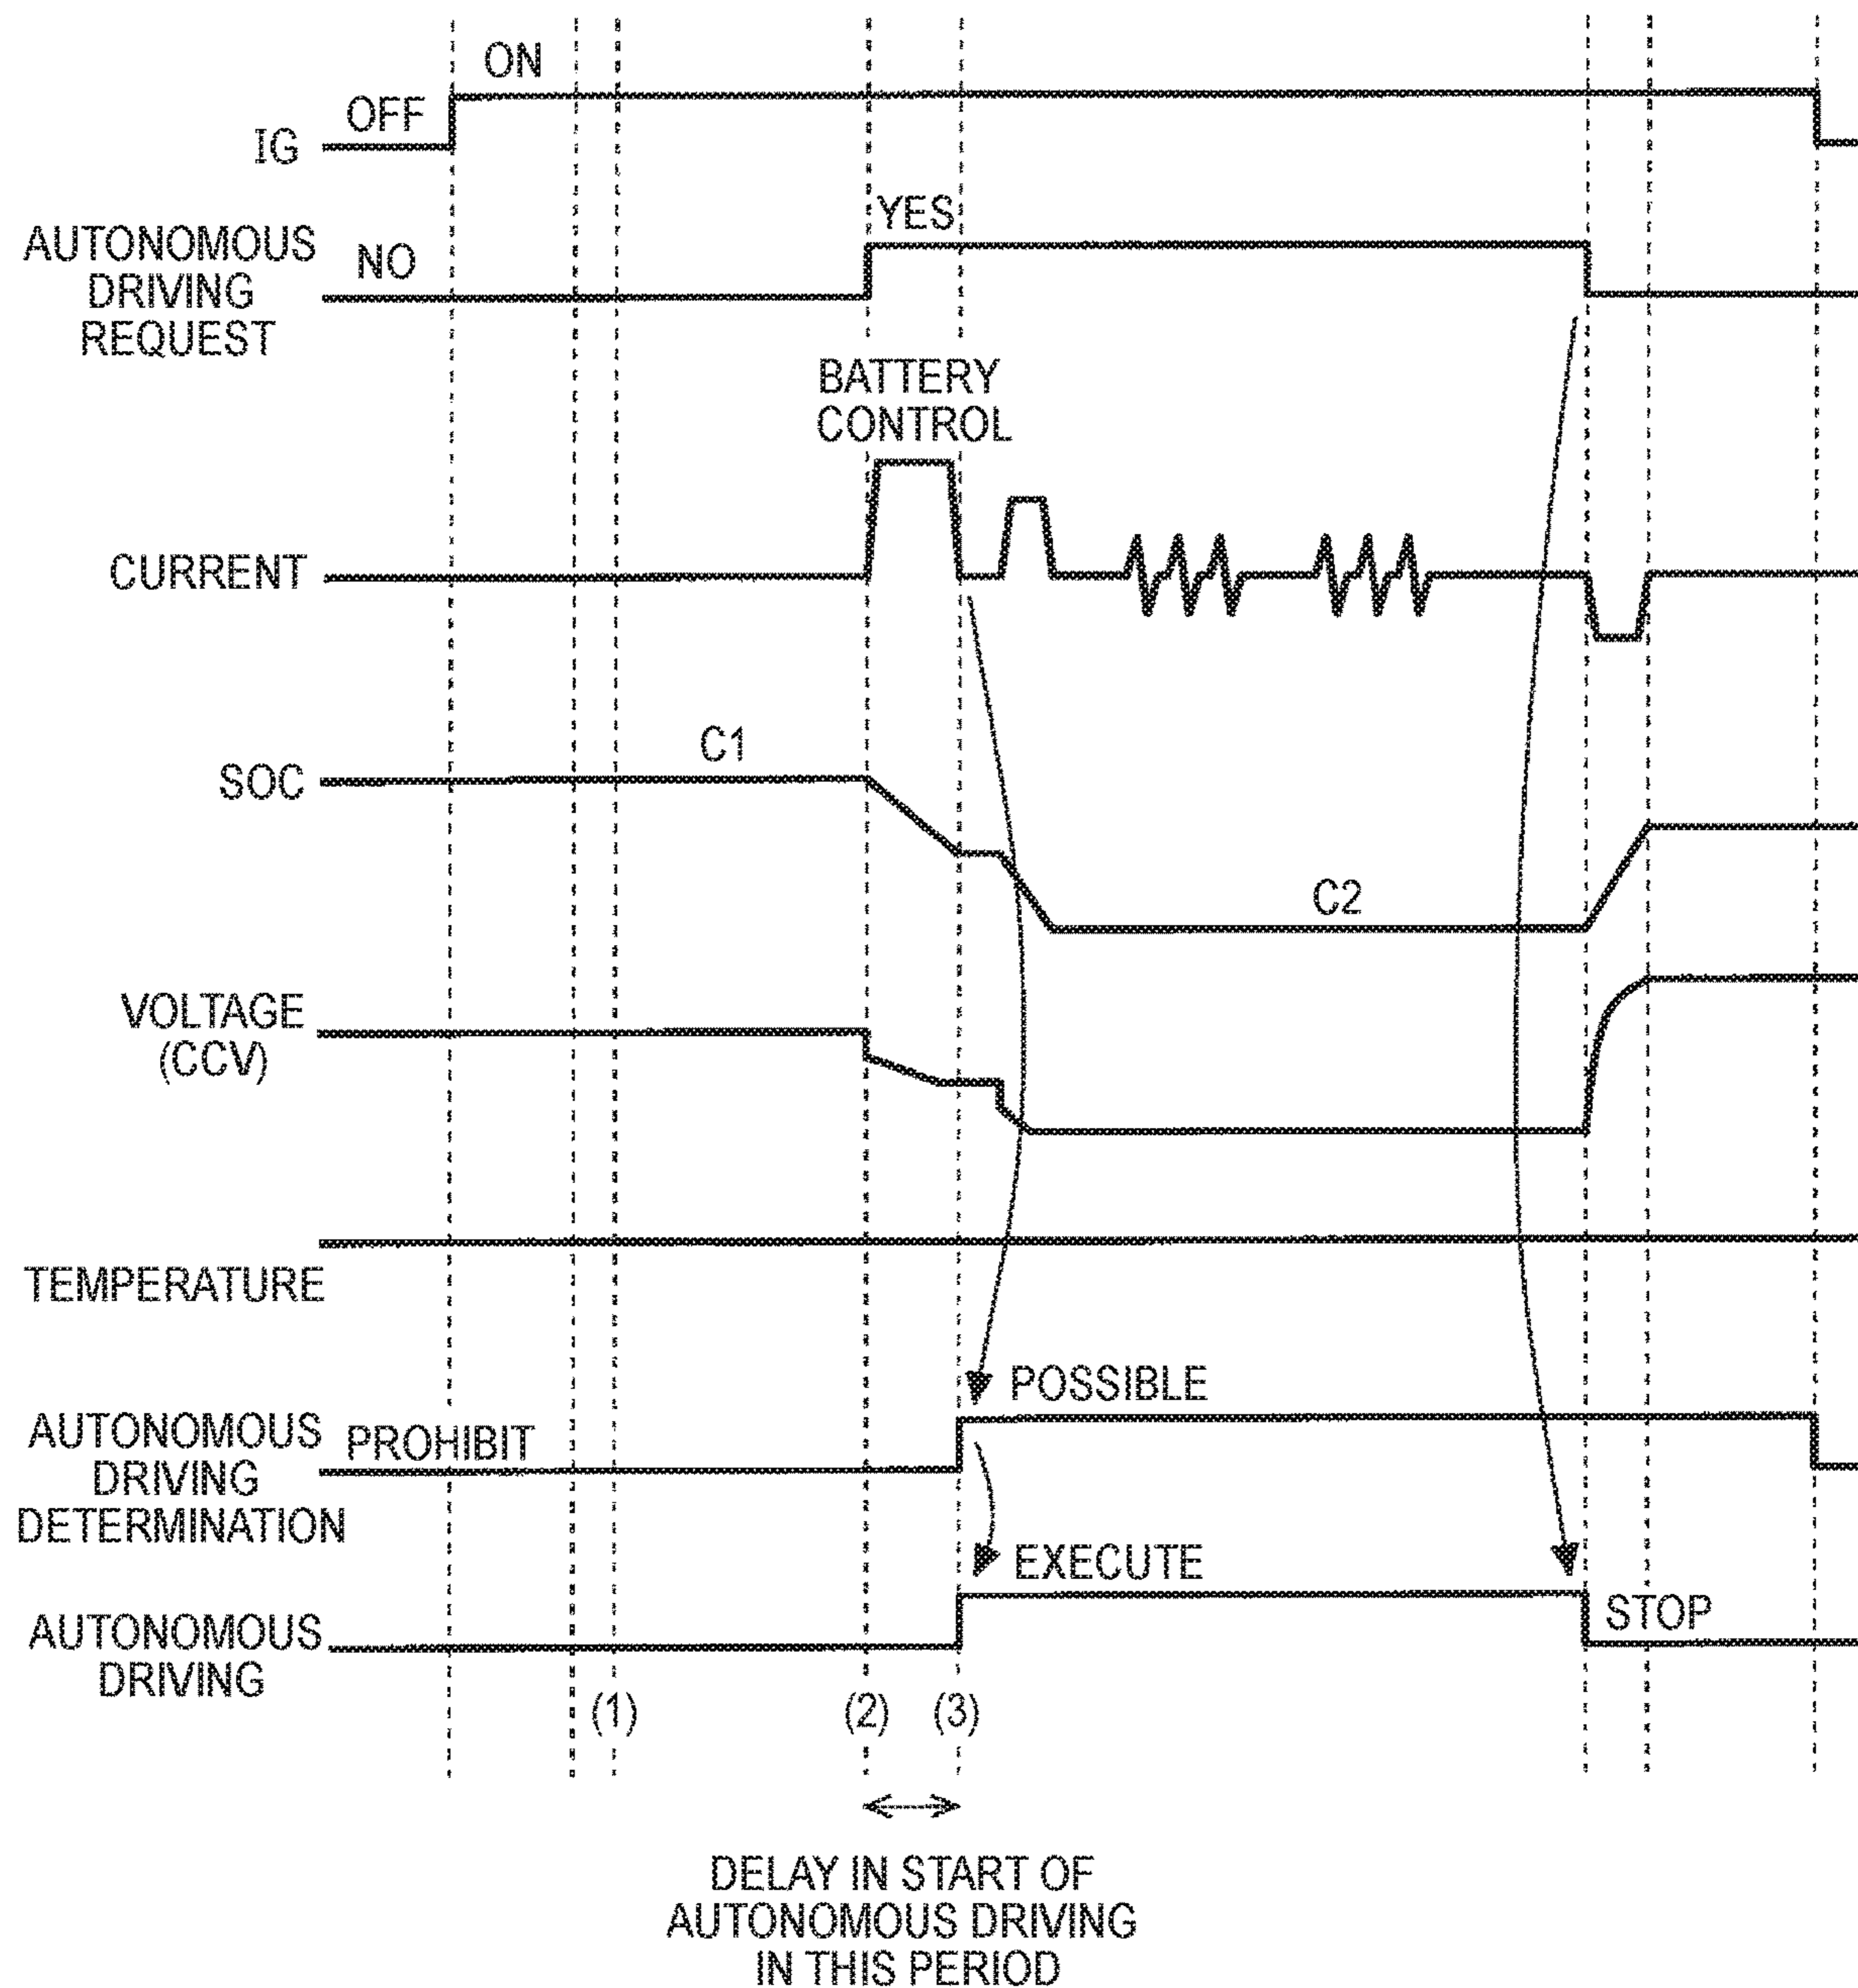 ON
OFF
IG
YES
AUTONOMOUS
DRIVING
REQUEST
NO
BATTERY
CONTROL
CURRENT
C1
SOC
C2
VOLTAGE
(CCV)
TEMPERATURE
POSSIBLE
AUTONOMOUS
DRIVING
DETERMINATION
PROHIBIT
EXECUTE
STOP
AUTONOMOUS
DRIVING
(1)
(2)
(3)
DELAY IN START OF
AUTONOMOUS DRIVING
IN THIS PERIOD